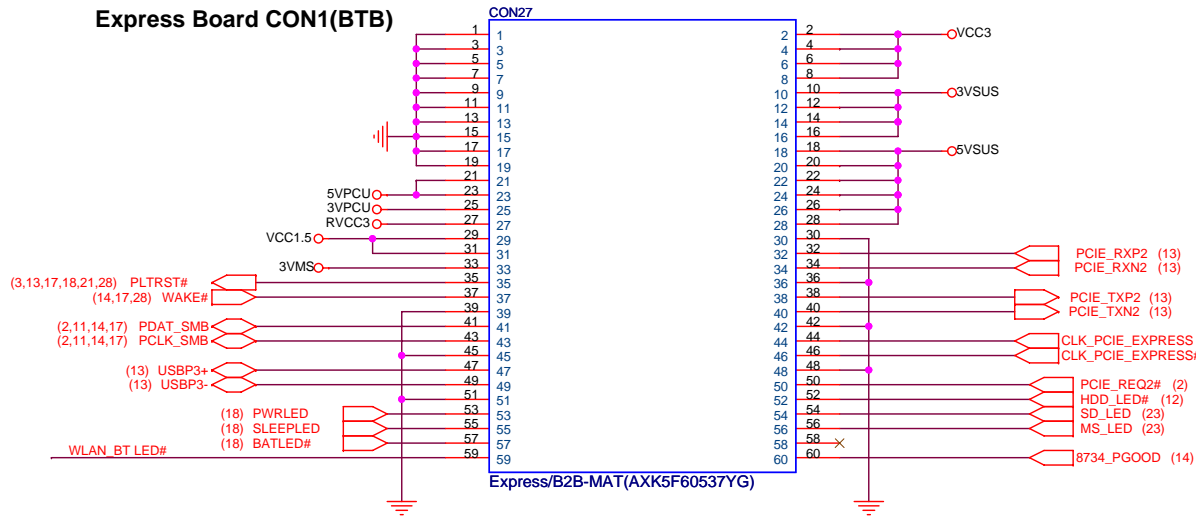 Express Board CON1(BTB)
CON27
1 1 2 2 VCC3
3 3 4 4
5 5 6 6
7 7 8 8
9 9 10 10 3VSUS
11 11 12 12
13 13 14 14
15 15 16 16
17 17 18 18 5VSUS
19 19 20 20
21 21 22 22
5VPCU 23 23 24 24
3VPCU 25 25 26 26
RVCC3 27 27 28 28
VCC1.5 29 29 30 30
31 31 32 32 PCIE_RXP2 (13)
3VMS 33 33 34 34 PCIE_RXN2 (13)
(3,13,17,18,21,28) PLTRST# 35 35 36 36
(14,17,28) WAKE# 37 37 38 38 PCIE_TXP2 (13)
39 39 40 40 PCIE_TXN2 (13)
(2,11,14,17) PDAT_SMB 41 41 42 42
(2,11,14,17) PCLK_SMB 43 43 44 44 CLK_PCIE_EXPRESS
45 45 46 46 CLK_PCIE_EXPRESS#
(13) USBP3+ 47 47 48 48
(13) USBP3- 49 49 50 50 PCIE_REQ2# (2)
51 51 52 52 HDD_LED# (12)
(18) PWRLED 53 53 54 54 SD_LED (23)
(18) SLEEPLED 55 55 56 56 MS_LED (23)
(18) BATLED# 57 57 58 58
WLAN_BT LED# 59 59 60 60 8734_PGOOD (14)
Express/B2B-MAT(AXK5F60537YG)